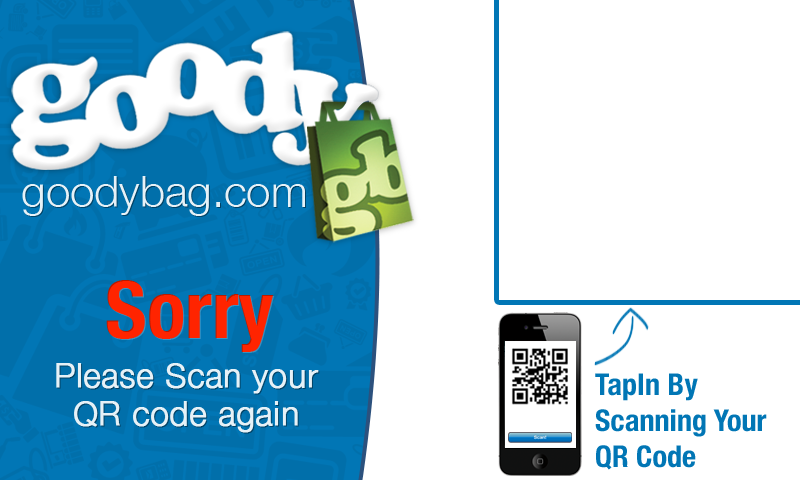 goody
gb
goodybag.com
Sorry
Please Scan your
QR code again
Scan!
TapIn By
Scanning Your
QR Code